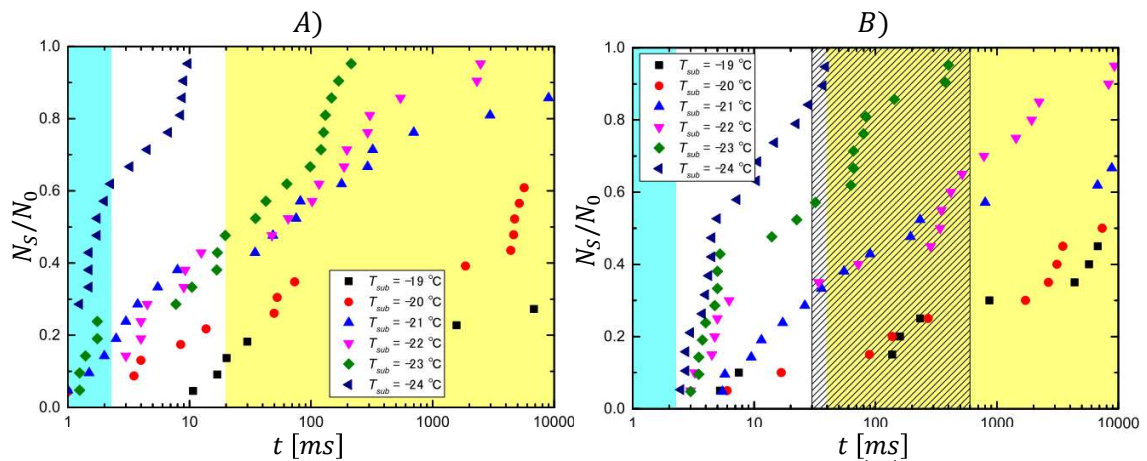 A)
B)
N_S/N_0
1.0
0.8
0.6
0.4
0.2
0.0
T_sub = −19 °C
T_sub = −20 °C
T_sub = −21 °C
T_sub = −22 °C
T_sub = −23 °C
T_sub = −24 °C
1 10 100 1000 10000
t [ms]
N_S/N_0
1.0
0.8
0.6
0.4
0.2
0.0
T_sub = −19 °C
T_sub = −20 °C
T_sub = −21 °C
T_sub = −22 °C
T_sub = −23 °C
T_sub = −24 °C
1 10 100 1000 10000
t [ms]